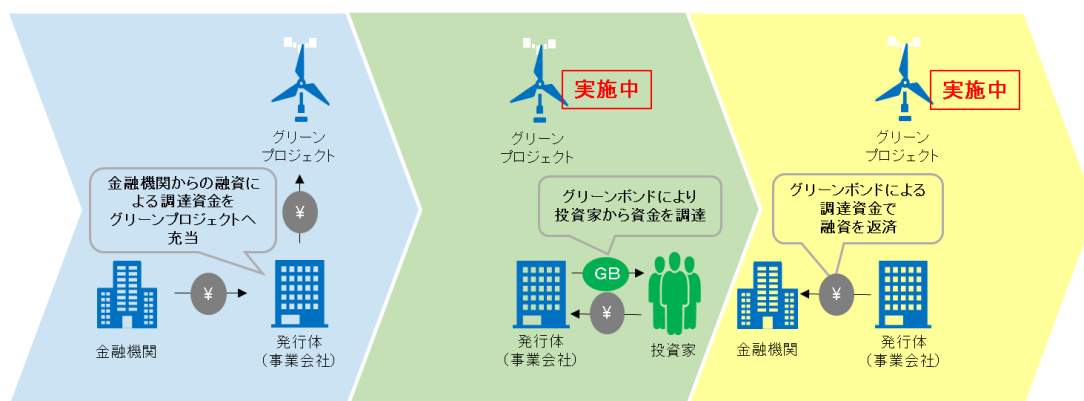 グリーン
プロジェクト
金融機関からの融資に
よる調達資金を
グリーンプロジェクトへ
充当
¥
¥
金融機関
発行体
(事業会社)
実施中
グリーン
プロジェクト
グリーンボンドにより
投資家から資金を調達
GB
¥
発行体
(事業会社)
投資家
実施中
グリーン
プロジェクト
グリーンボンドによる
調達資金で
融資を返済
¥
金融機関
発行体
(事業会社)